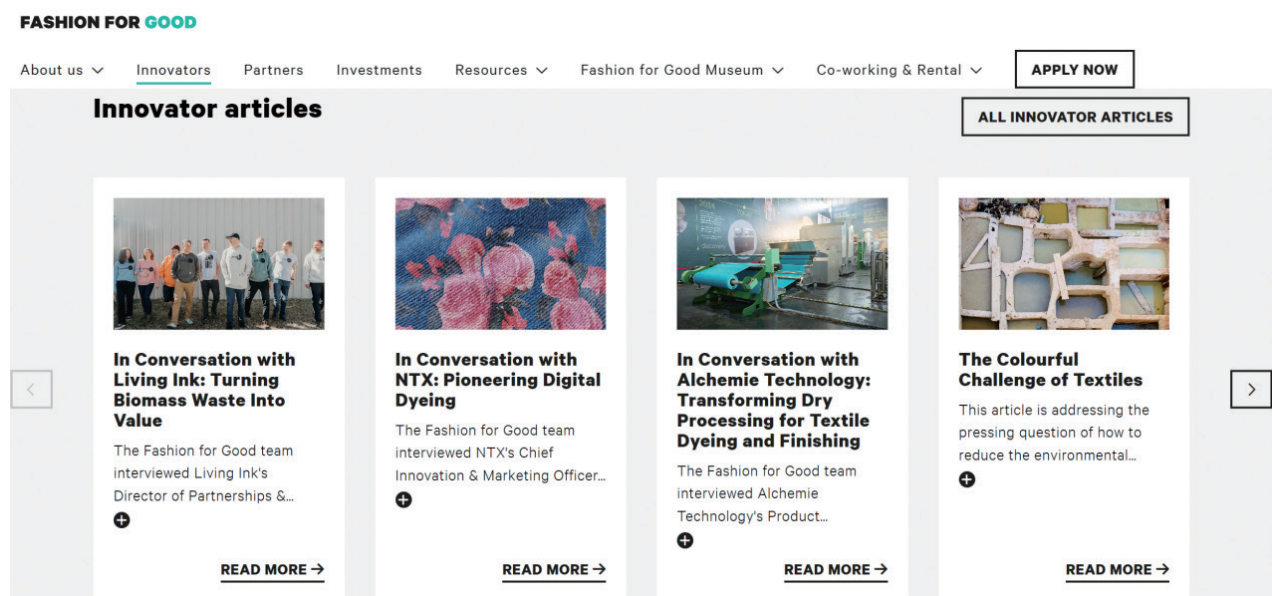 FASHION FOR GOOD
About us Innovators Partners Investments Resources Fashion for Good Museum Co-working & Rental APPLY NOW
Innovator articles
ALL INNOVATOR ARTICLES
In Conversation with
Living Ink: Turning
Biomass Waste Into
Value
The Fashion for Good team
interviewed Living Ink's
Director of Partnerships &...
READ MORE →
In Conversation with
NTX: Pioneering Digital
Dyeing
The Fashion for Good team
interviewed NTX's Chief
Innovation & Marketing Officer...
READ MORE →
In Conversation with
Alchemie Technology:
Transforming Dry
Processing for Textile
Dyeing and Finishing
The Fashion for Good team
interviewed Alchemie
Technology's Product...
READ MORE →
The Colourful
Challenge of Textiles
This article is addressing the
pressing question of how to
reduce the environmental...
READ MORE →